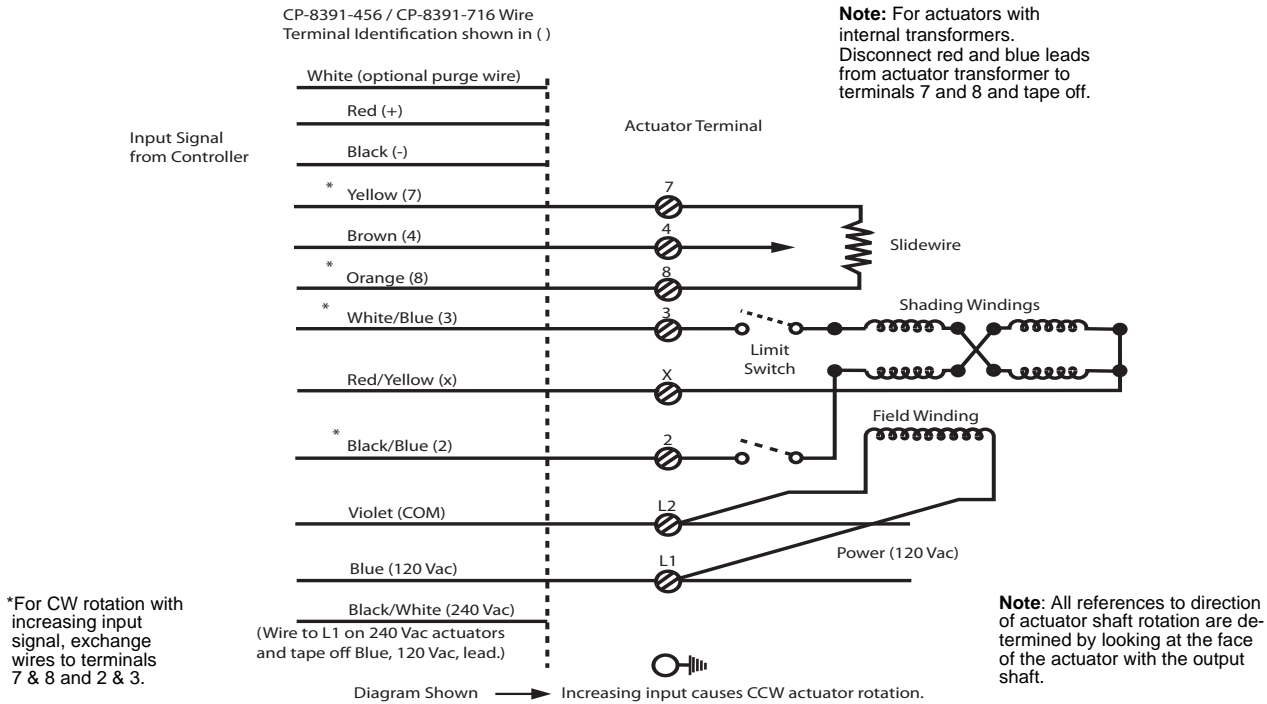 CP-8391-456 / CP-8391-716 Wire
Terminal Identification shown in ( )
Note: For actuators with
internal transformers.
Disconnect red and blue leads
from actuator transformer to
terminals 7 and 8 and tape off.
White (optional purge wire)
Red (+)
Input Signal
from Controller
Actuator Terminal
Black (-)
* Yellow (7)
7
Brown (4)
4
Slidewire
* Orange (8)
8
* White/Blue (3)
3
Shading Windings
Limit
Switch
Red/Yellow (x)
X
Field Winding
* Black/Blue (2)
2
Violet (COM)
L2
Power (120 Vac)
Blue (120 Vac)
L1
Black/White (240 Vac)
(Wire to L1 on 240 Vac actuators
and tape off Blue, 120 Vac, lead.)
*For CW rotation with
increasing input
signal, exchange
wires to terminals
7 & 8 and 2 & 3.
Note: All references to direction
of actuator shaft rotation are de-
termined by looking at the face
of the actuator with the output
shaft.
Diagram Shown Increasing input causes CCW actuator rotation.